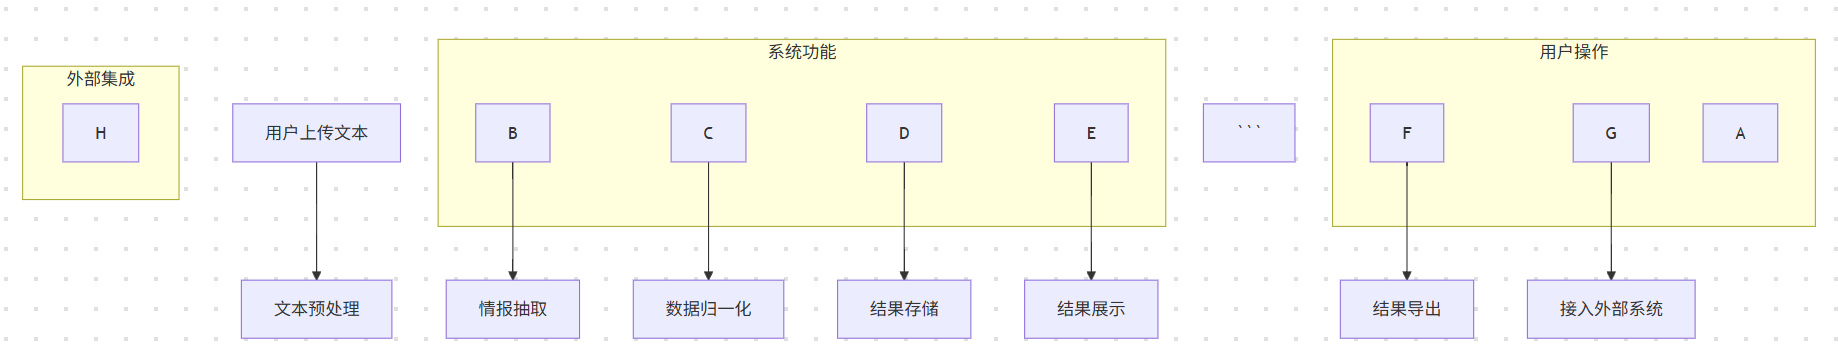 外部集成
H
用户上传文本
文本预处理
系统功能
B
C
D
E
情报抽取
数据归一化
结果存储
结果展示
```
用户操作
F
G
A
结果导出
接入外部系统